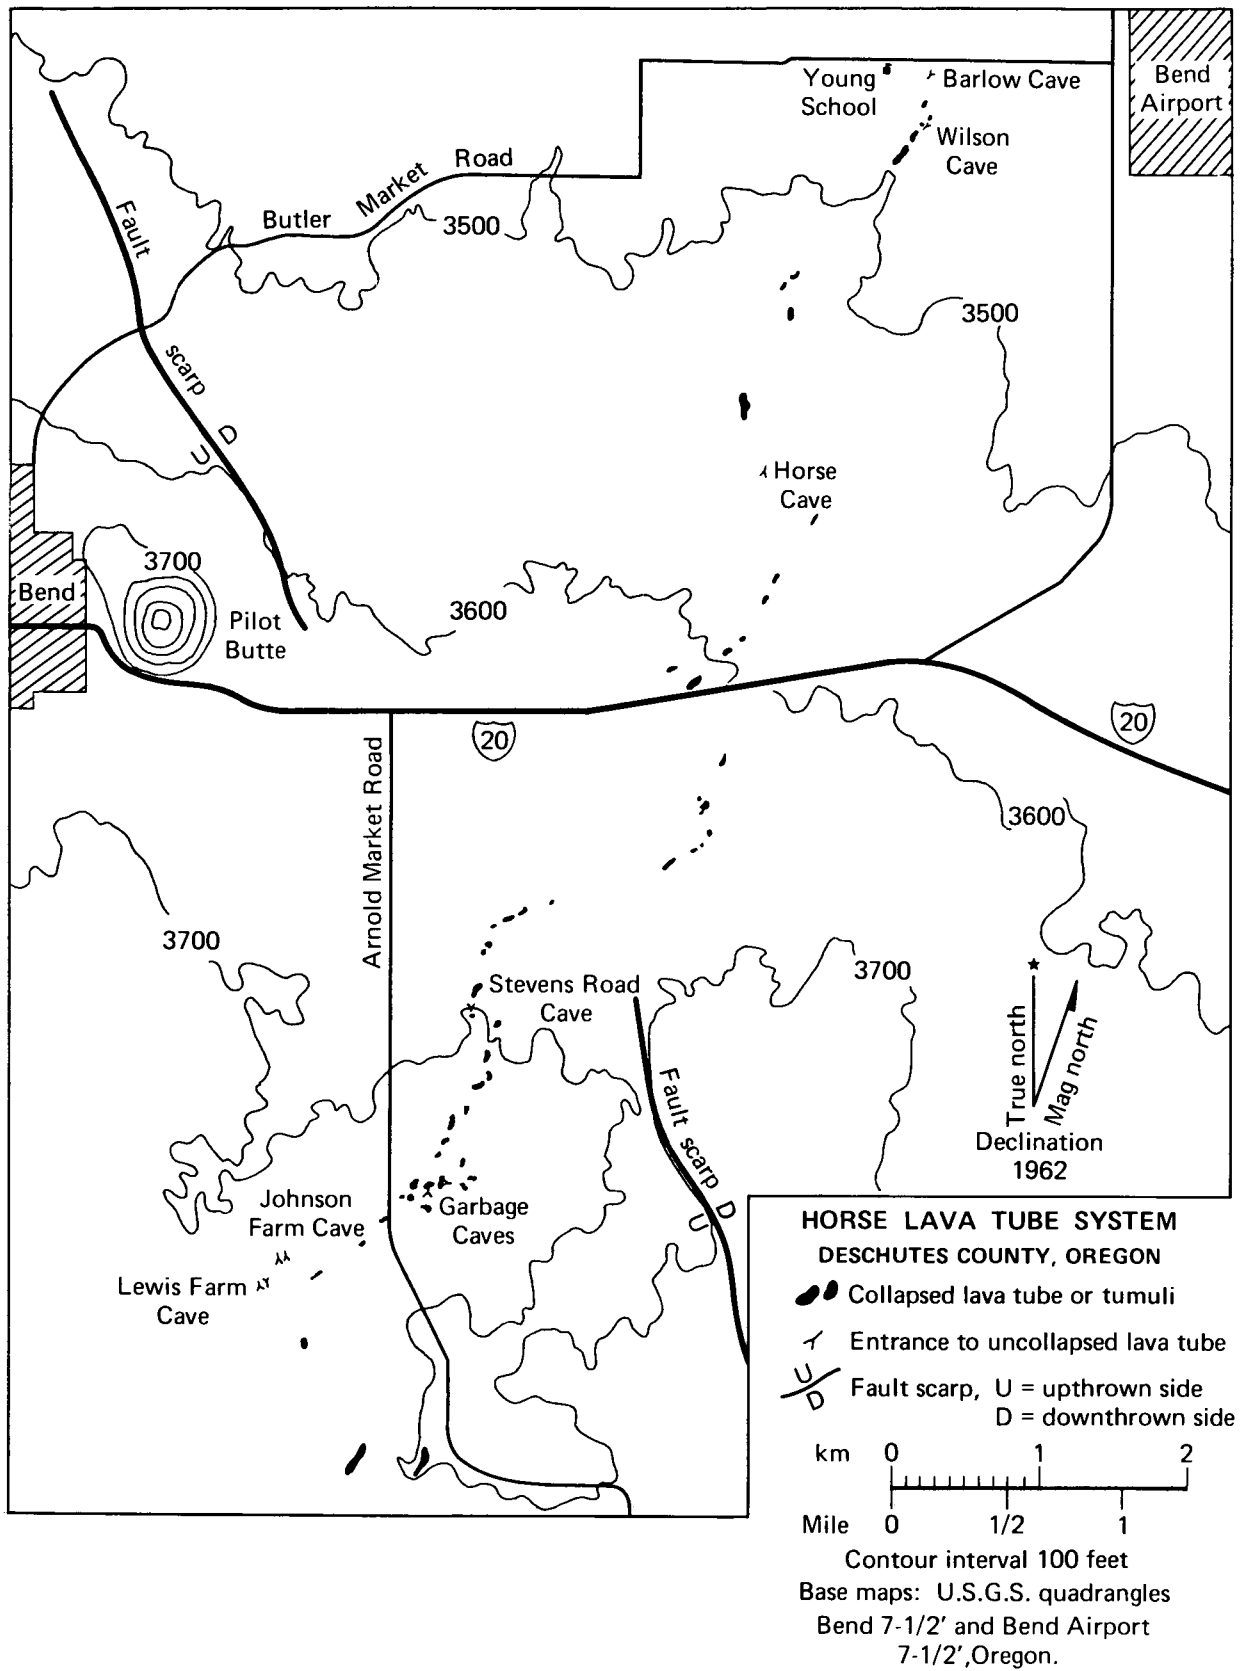 Young
School
Barlow Cave
Bend
Airport
Wilson
Cave
Butler Market Road
3500
Fault scarp
D
U
3500
Horse
Cave
3700
Bend
Pilot
Butte
3600
20
20
Arnold Market Road
3600
3700
Stevens Road
Cave
3700
Fault scarp
D
U
True north
Mag north
Declination
1962
Johnson
Farm Cave
Garbage
Caves
Lewis Farm
Cave
HORSE LAVA TUBE SYSTEM
DESCHUTES COUNTY, OREGON
Collapsed lava tube or tumuli
Entrance to uncollapsed lava tube
U
D
Fault scarp, U = upthrown side
D = downthrown side
km 0 1 2
Mile 0 1/2 1
Contour interval 100 feet
Base maps: U.S.G.S. quadrangles
Bend 7-1/2′ and Bend Airport
7-1/2′,Oregon.